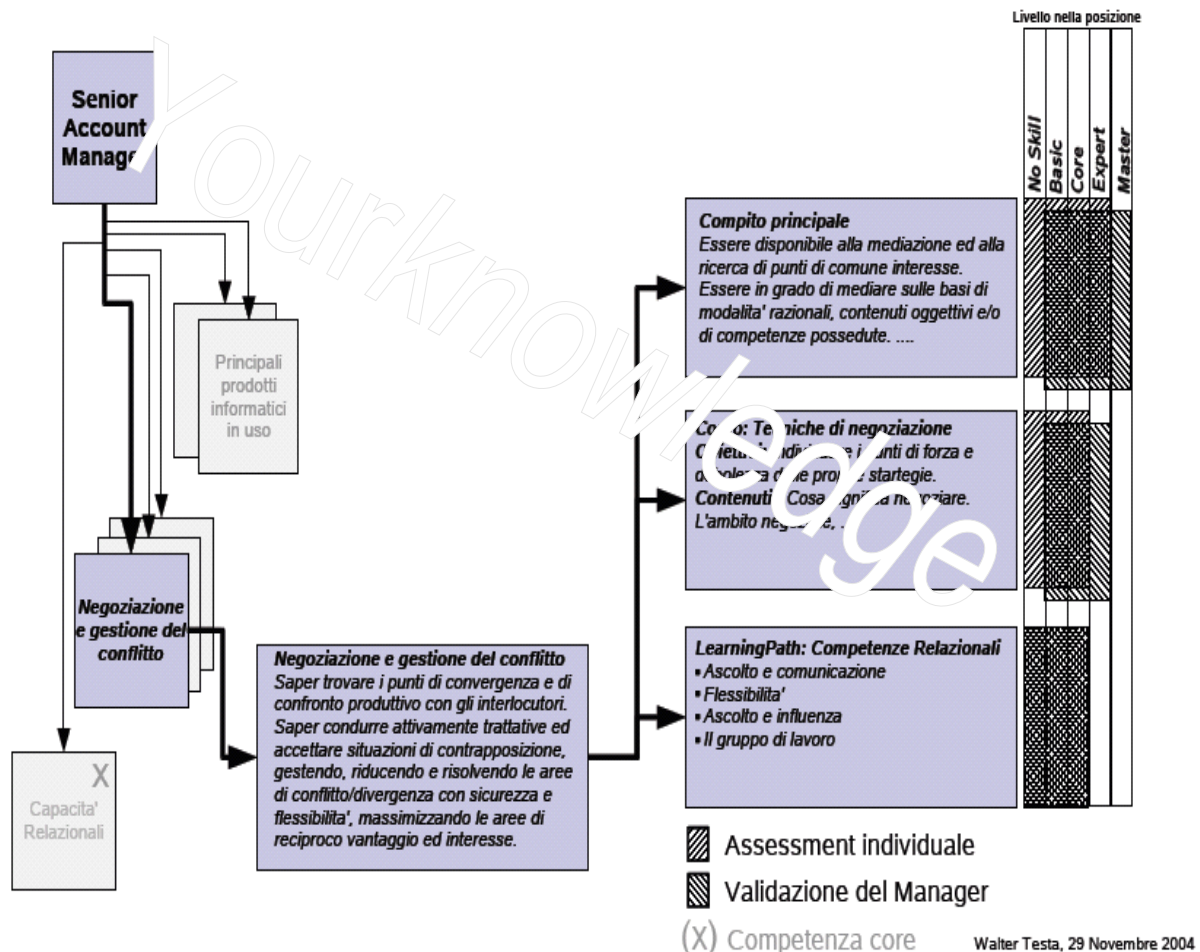 Livello nella posizione
No Skill
Basic
Core
Expert
Master
Senior
Account
Yourknowledge
Principali
prodotti
informatici
in uso
Negoziazione
e gestione del
conflitto
X
Capacita'
Relazionali
Negoziazione e gestione del conflitto
Saper trovare i punti di convergenza e di
confronto produttivo con gli interlocutori.
Saper condurre attivamente trattative ed
accettare situazioni di contrapposizione,
gestendo, riducendo e risolvendo le aree
di conflitto/divergenza con sicurezza e
flessibilita', massimizzando le aree di
reciproco vantaggio ed interesse.
Compito principale
Essere disponibile alla mediazione ed alla
ricerca di punti di comune interesse.
Essere in grado di mediare sulle basi di
modalita' razionali, contenuti oggettivi e/o
di competenze possedute. ....
Tecniche di negoziazione
punti di forza e
startegie.
Contenuti Cosa negoziare.
L'ambito
LearningPath: Competenze Relazionali
▪ Ascolto e comunicazione
▪ Flessibilita'
▪ Ascolto e influenza
▪ Il gruppo di lavoro
Assessment individuale
Validazione del Manager
(X) Competenza core
Walter Testa, 29 Novembre 2004